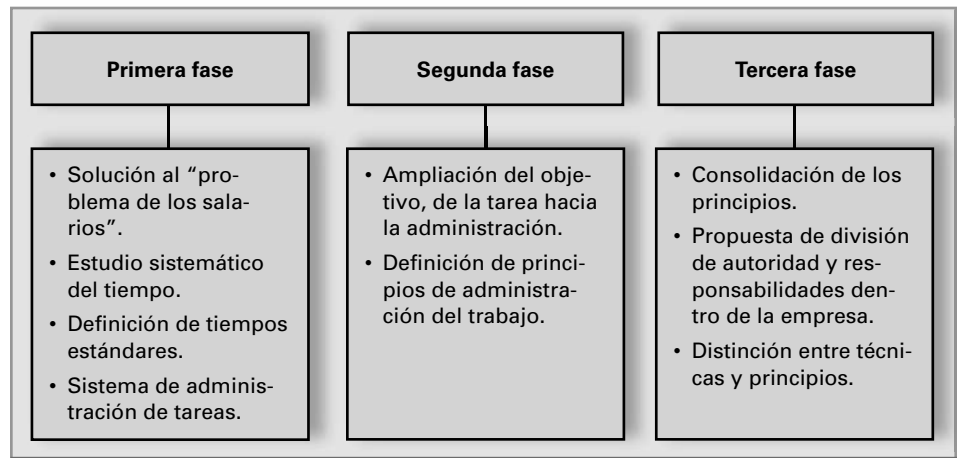 Primera fase
• Solución al “pro-
blema de los sala-
rios”.
• Estudio sistemático
del tiempo.
• Definición de tiempos
estándares.
• Sistema de adminis-
tración de tareas.
Segunda fase
• Ampliación del obje-
tivo, de la tarea hacia
la administración.
• Definición de princi-
pios de administra-
ción del trabajo.
Tercera fase
• Consolidación de los
principios.
• Propuesta de división
de autoridad y res-
ponsabilidades den-
tro de la empresa.
• Distinción entre técni-
cas y principios.